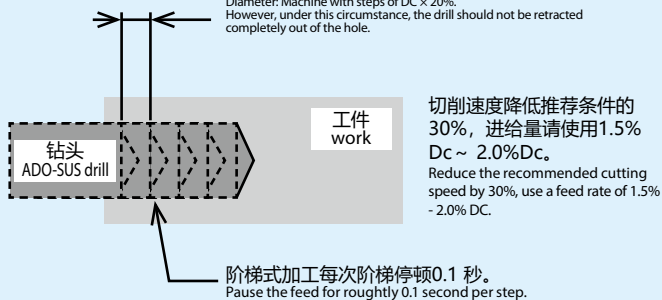 Diameter: Machine with steps of DC × 20%.
However, under this circumstance, the drill should not be retracted
completely out of the hole.
工件
work
钻头
ADO-SUS drill
切削速度降低推荐条件的
30%，进给量请使用1.5%
Dc～ 2.0%Dc。
Reduce the recommended cutting
speed by 30%, use a feed rate of 1.5%
- 2.0% DC.
阶梯式加工每次阶梯停顿0.1 秒。
Pause the feed for roughtly 0.1 second per step.